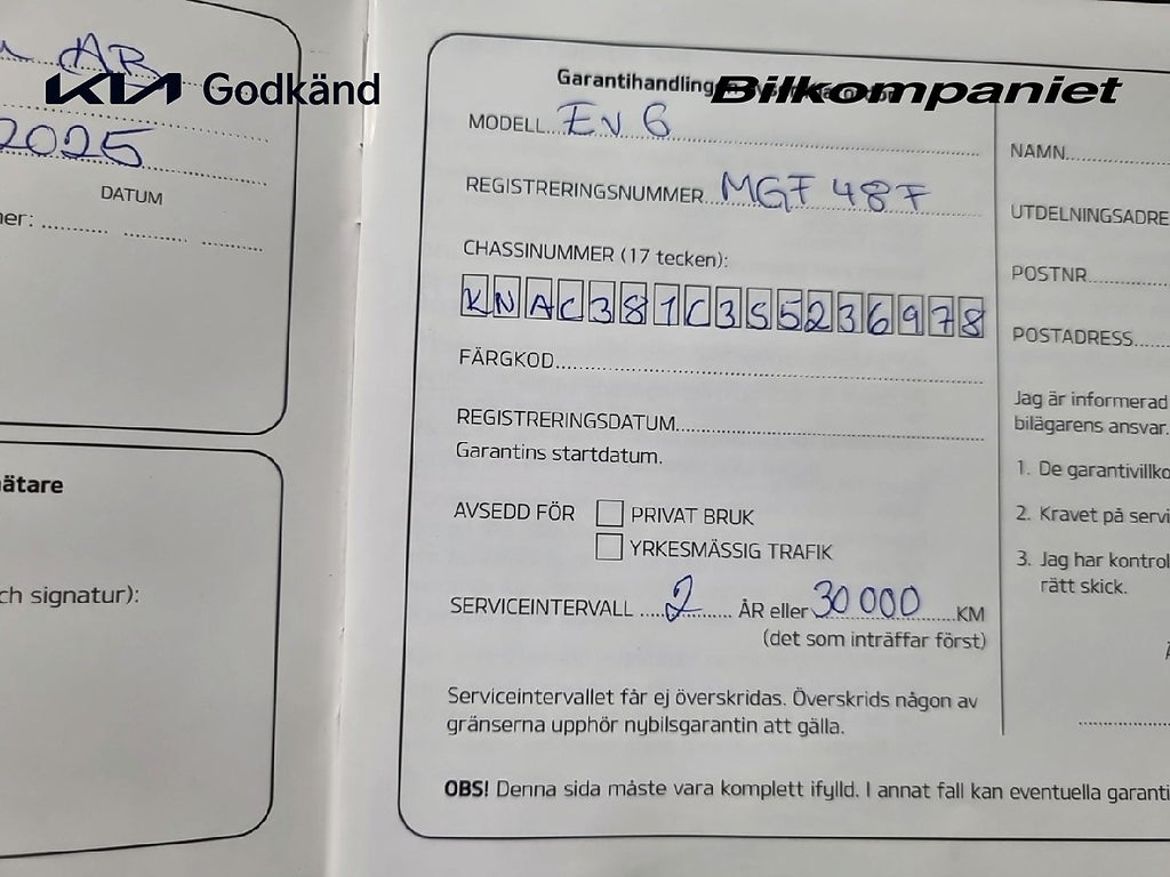 AB
KIA Godkänd
2025
DATUM
Garantihandling
Bilkompaniet
MODELL EV 6
REGISTRERINGSNUMMER MGF 48F
CHASSINUMMER (17 tecken):
KNAC381C3S5236978
FÄRGKOD
REGISTRERINGSDATUM
Garantins startdatum.
AVSEDD FÖR PRIVAT BRUK
YRKESMÄSSIG TRAFIK
SERVICEINTERVALL 2 ÅR eller 30 000 KM
(det som inträffar först)
Serviceintervallet får ej överskridas. Överskrids någon av
gränserna upphör nybilsgarantin att gälla.
OBS! Denna sida måste vara komplett ifylld. I annat fall kan eventuella garanti
NAMN
UTDELNINGSADRE
POSTNR
POSTADRESS
Jag är informerad
bilägarens ansvar.
1. De garantivillko
2. Kravet på servi
3. Jag har kontrol
rätt skick.
ätare
ch signatur):